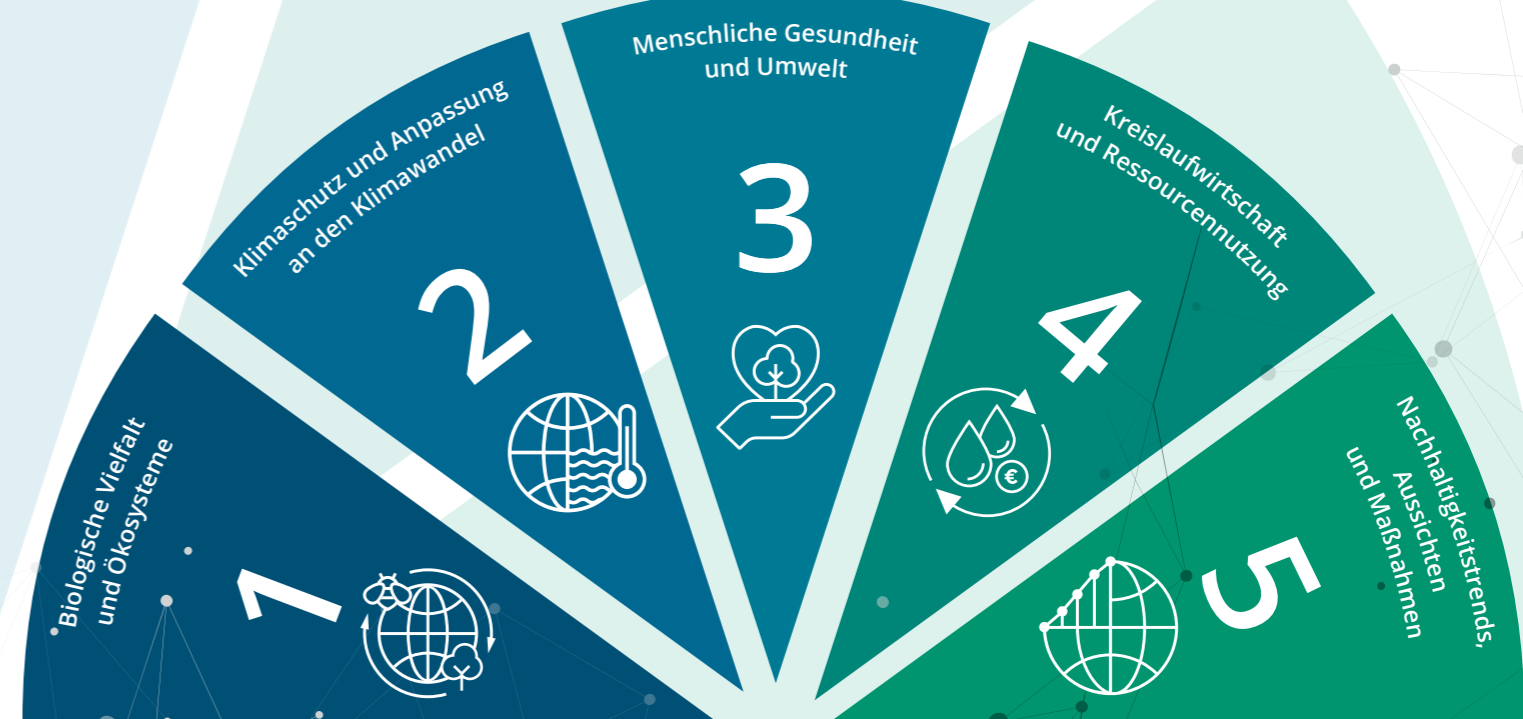 Biologische Vielfalt
und Ökosysteme
1
Klimaschutz und Anpassung
an den Klimawandel
2
Menschliche Gesundheit
und Umwelt
3
Kreislaufwirtschaft
und Ressourcennutzung
4
€
Nachhaltigkeitstrends,
Aussichten
und Maßnahmen
5